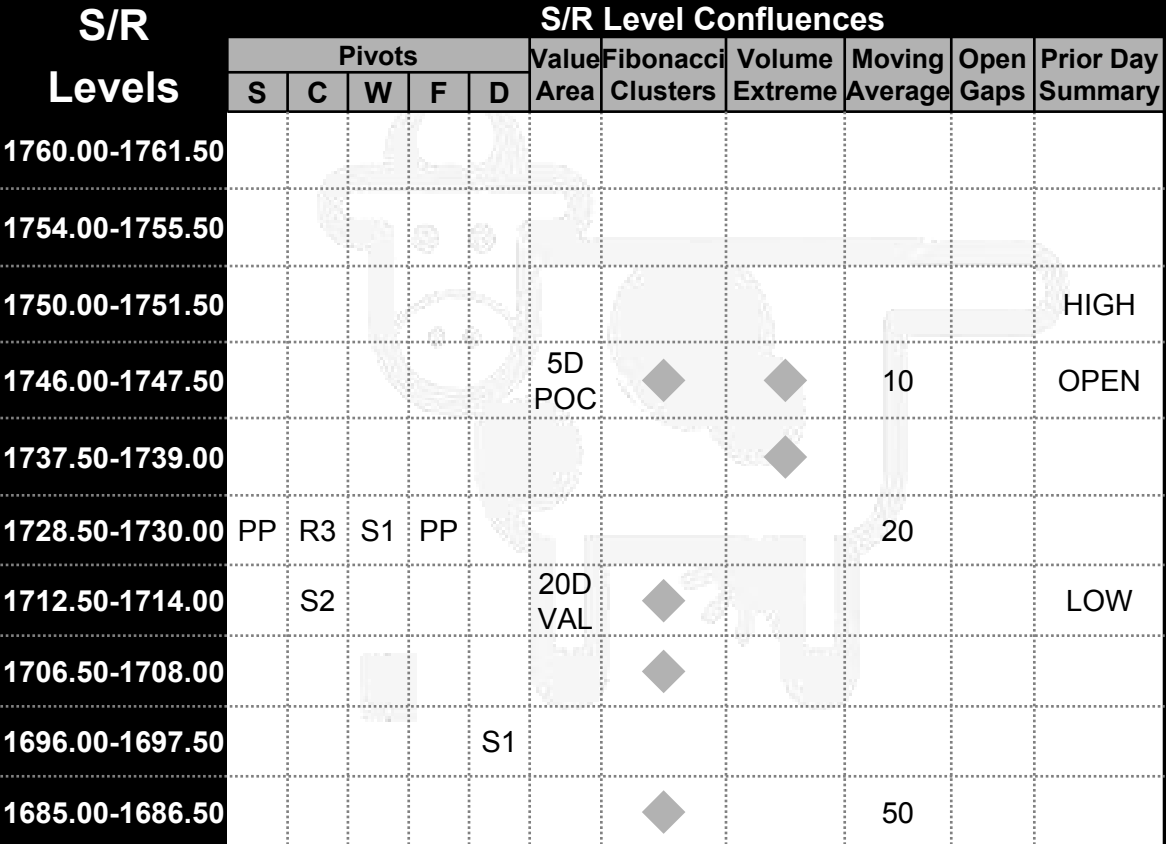 S/R Levels
S/R Level Confluences
Pivots
Value Area
Fibonacci Clusters
Volume Extreme
Moving Average
Open Gaps
Prior Day Summary
S C W F D
1760.00-1761.50
1754.00-1755.50
1750.00-1751.50 HIGH
1746.00-1747.50 5D POC 10 OPEN
1737.50-1739.00
1728.50-1730.00 PP R3 S1 PP 20
1712.50-1714.00 S2 20D VAL LOW
1706.50-1708.00
1696.00-1697.50 S1
1685.00-1686.50 50